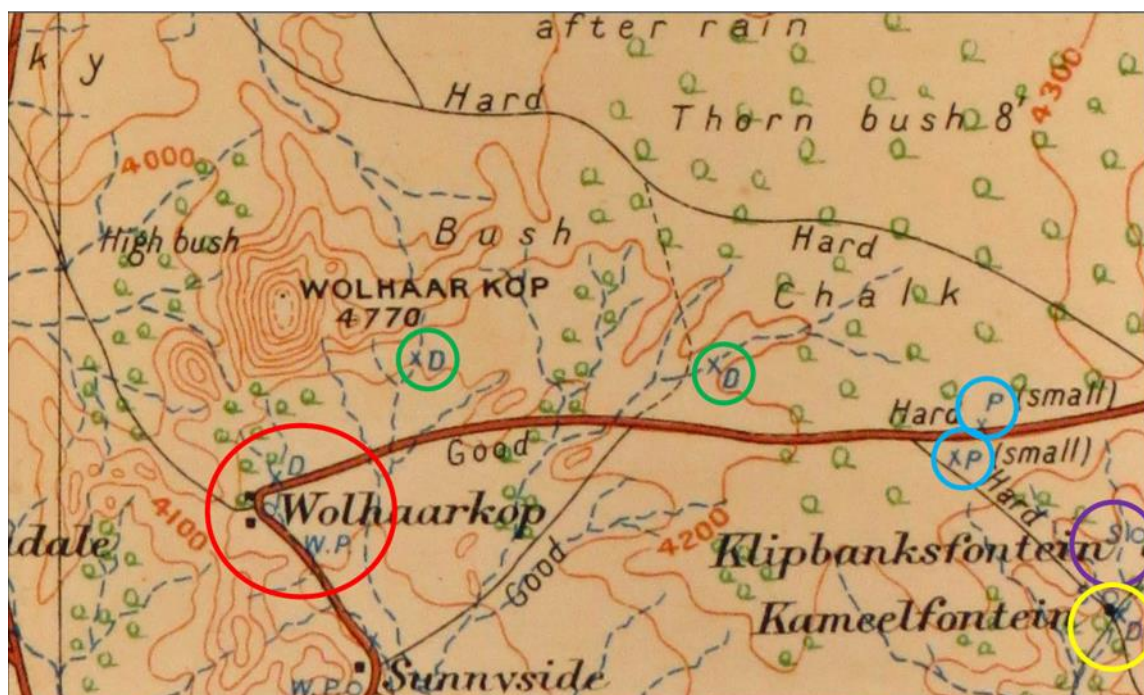 after rain
k y
Hard
Thorn bush 8'
4300
4000
High bush
Bush
Hard
WOLHAAR KOP
4770
Chalk
D
D
P (small)
Hard
Good
P (small)
D
Hard
Wolhaarkop
4100
W.P.
4200
Klipbanksfontein
dale
Good
Kameelfontein
D
Sunnyside
W.P.